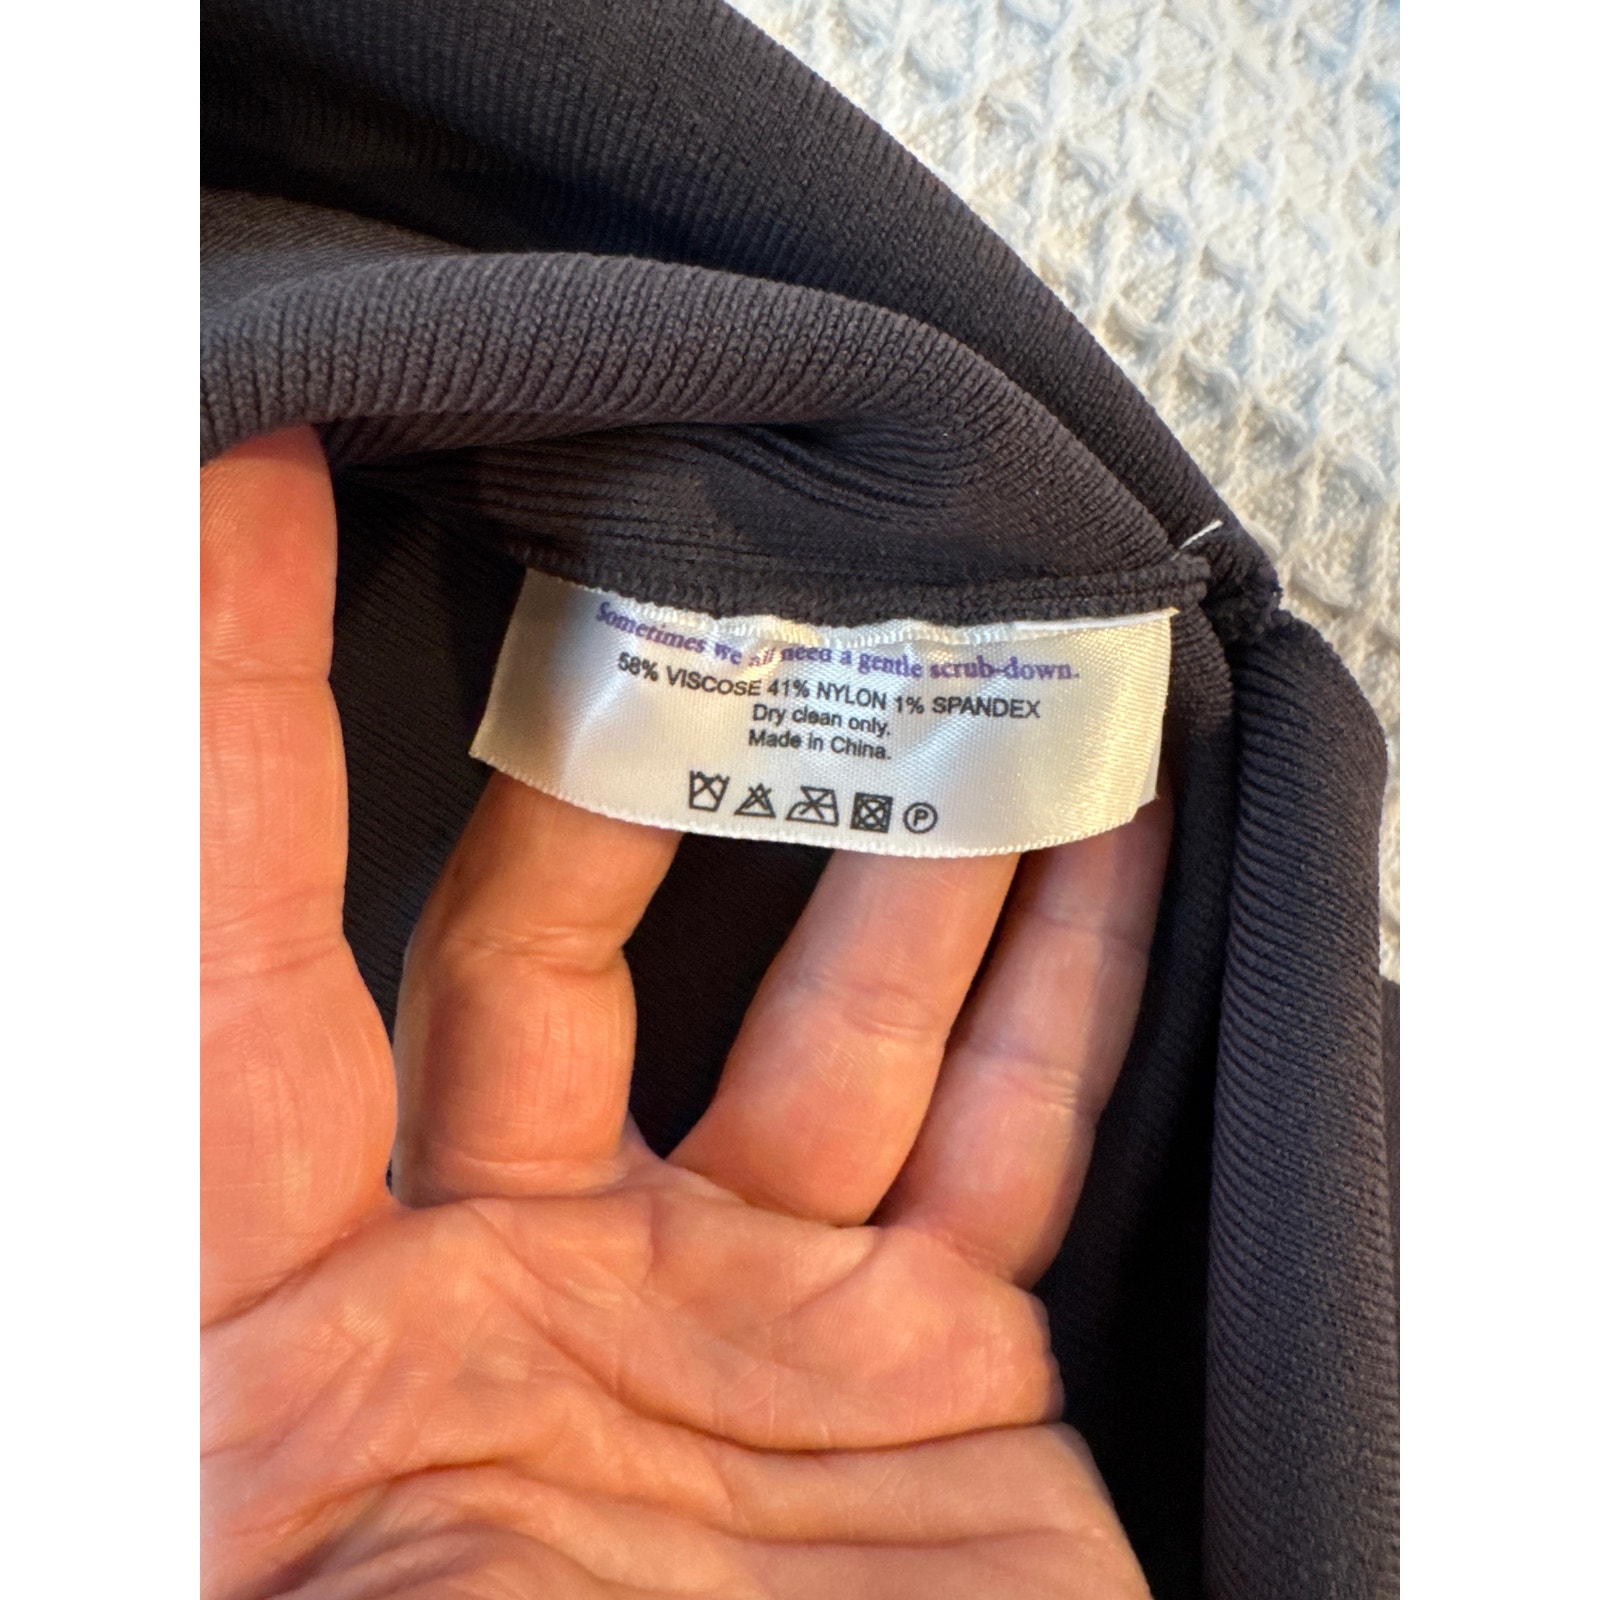 Sometimes we all need a gentle scrub-down.
58% VISCOSE 41% NYLON 1% SPANDEX
Dry clean only.
Made in China.
P